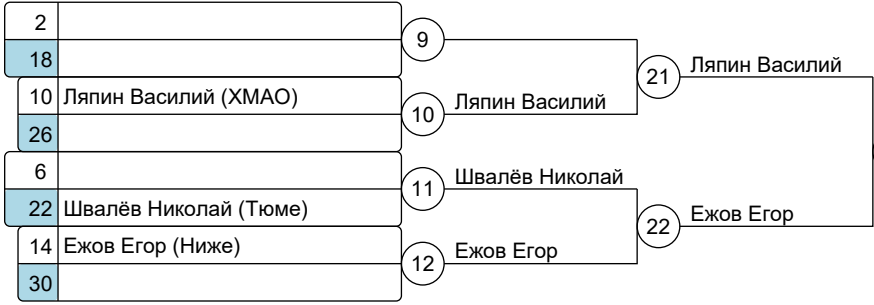 2
9
18
21 Ляпин Василий
10 Ляпин Василий (ХМАО)
10 Ляпин Василий
26
6
11 Швалёв Николай
22 Швалёв Николай (Тюме)
22 Ежов Егор
14 Ежов Егор (Ниже)
12 Ежов Егор
30